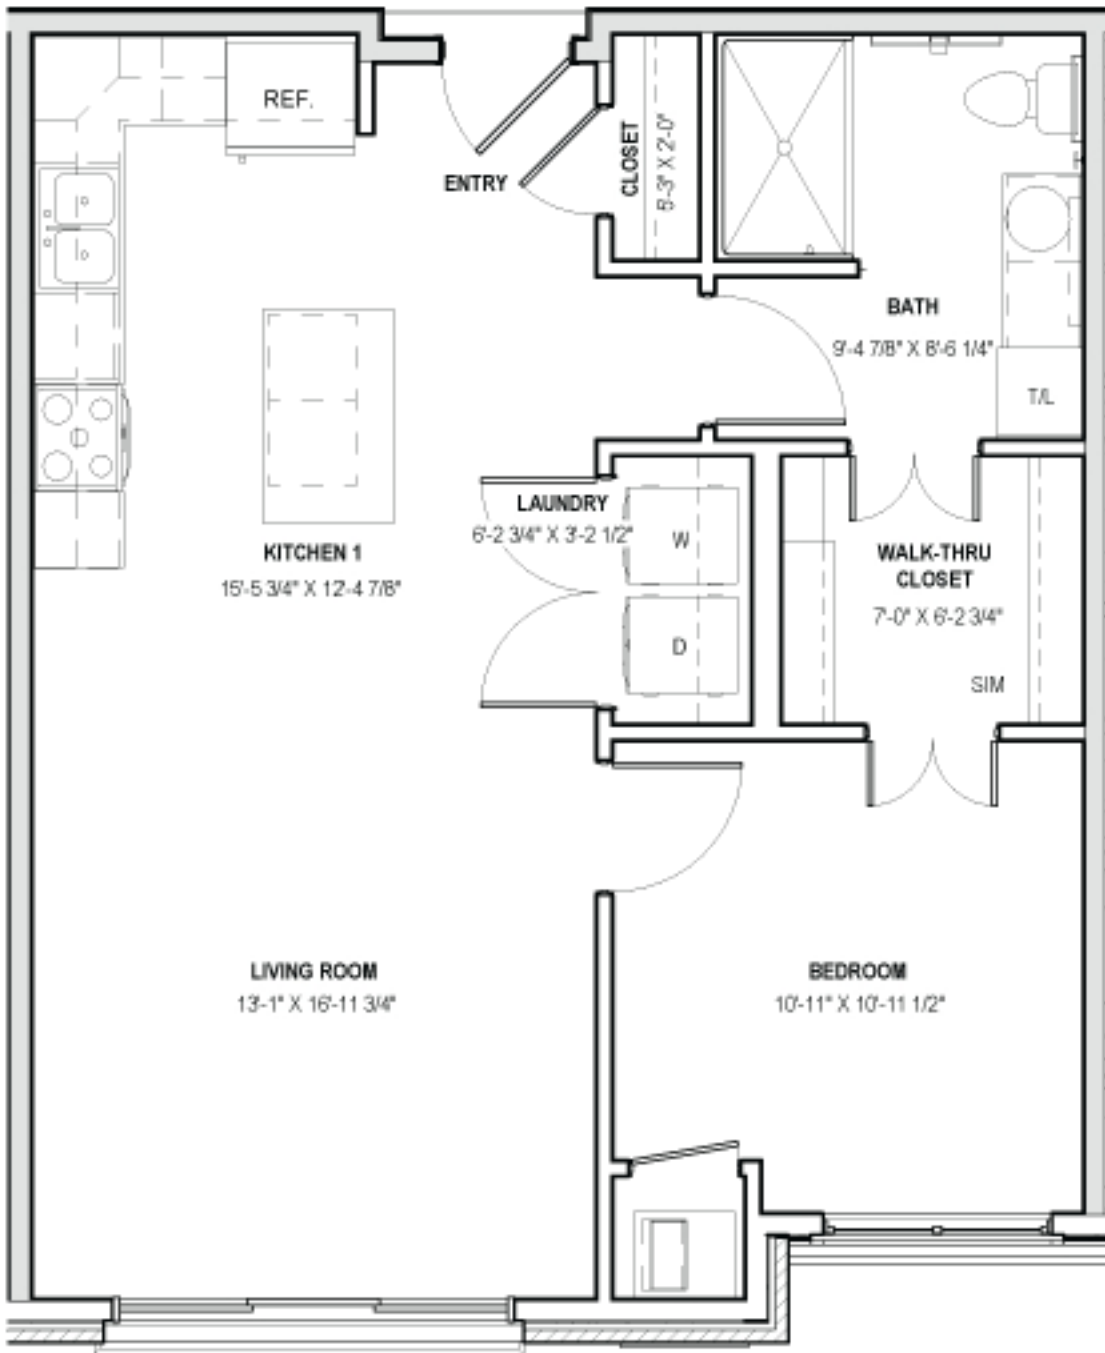 REF.
ENTRY
CLOSET
6'-3" X 2'-0"
BATH
9'-4 7/8" X 8'-6 1/4"
T/L
LAUNDRY
6'-2 3/4" X 3'-2 1/2"
W
D
KITCHEN 1
15'-5 3/4" X 12'-4 7/8"
WALK-THRU
CLOSET
7'-0" X 6'-2 3/4"
SIM
LIVING ROOM
13'-1" X 16'-11 3/4"
BEDROOM
10'-11" X 10'-11 1/2"